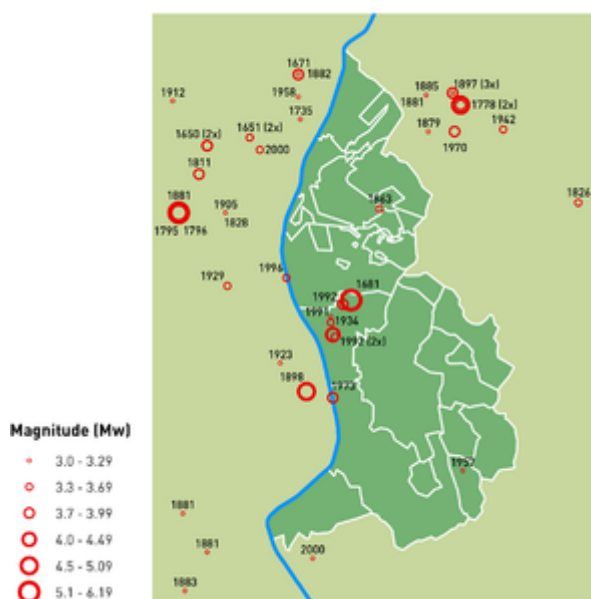 1671
1882
1958
1735
1912
1650 (2x)
1651 (2x)
2000
1811
1881
1795 1796
1905
1828
1929
1996
1885
1881
1897 (3x)
1778 (2x)
1879
1970
1962
1826
1863
1681
1992
1991
1934
1992 (2x)
1923
1898
1973
1957
1881
1881
2000
1883
Magnitude (Mw)
3.0 - 3.29
3.3 - 3.69
3.7 - 3.99
4.0 - 4.49
4.5 - 5.09
5.1 - 6.19